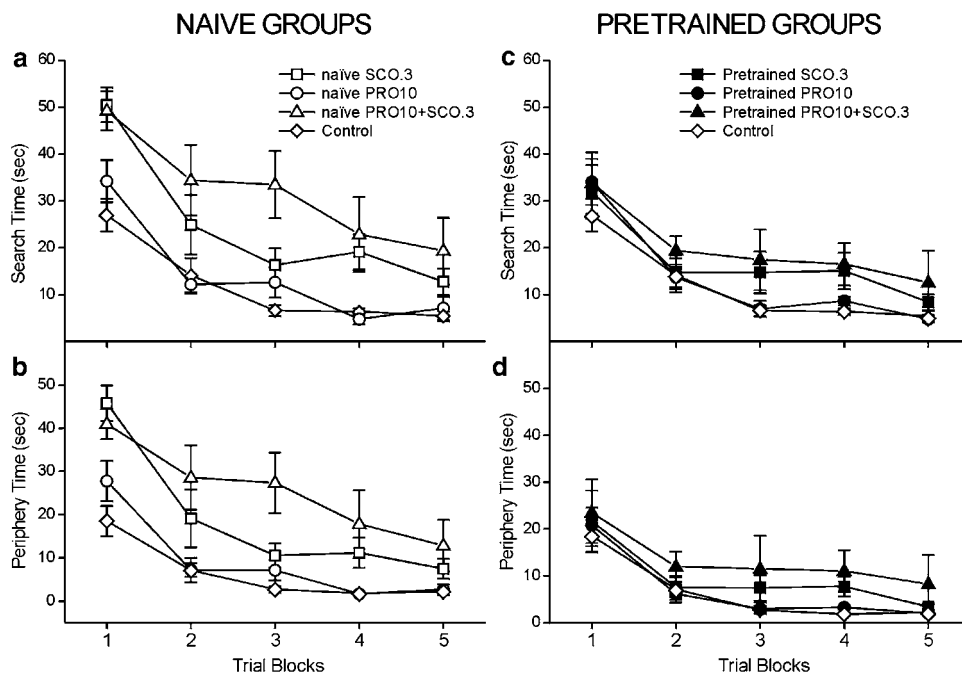 NAIVE GROUPS
PRETRAINED GROUPS
a
60
50
40
30
20
10
Search Time (sec)
naïve SCO.3
naïve PRO10
naïve PRO10+SCO.3
Control
c
60
50
40
30
20
10
Search Time (sec)
Pretrained SCO.3
Pretrained PRO10
Pretrained PRO10+SCO.3
Control
b
50
40
30
20
10
0
Periphery Time (sec)
1 2 3 4 5
Trial Blocks
d
50
40
30
20
10
0
Periphery Time (sec)
1 2 3 4 5
Trial Blocks